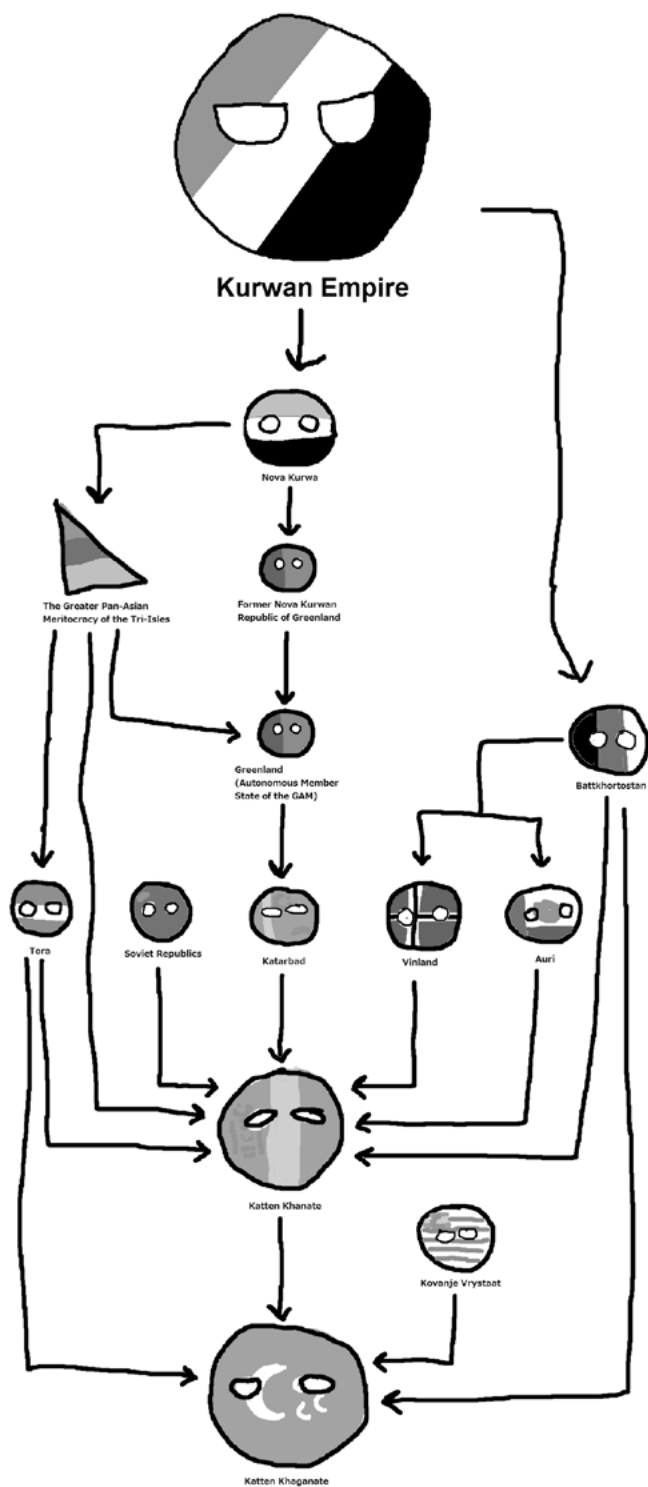 Kurwan Empire
Nova Kurwa
The Greater Pan-Asian
Meritocracy of the Tri-Isles
Former Nova Kurwan
Republic of Greenland
Greenland
(Autonomous Member
State of the GAM)
Battkhortostan
Tora
Soviet Republics
Katarbad
Vinland
Auri
Katten Khanate
Kovanje Vrystaat
Katten Khaganate